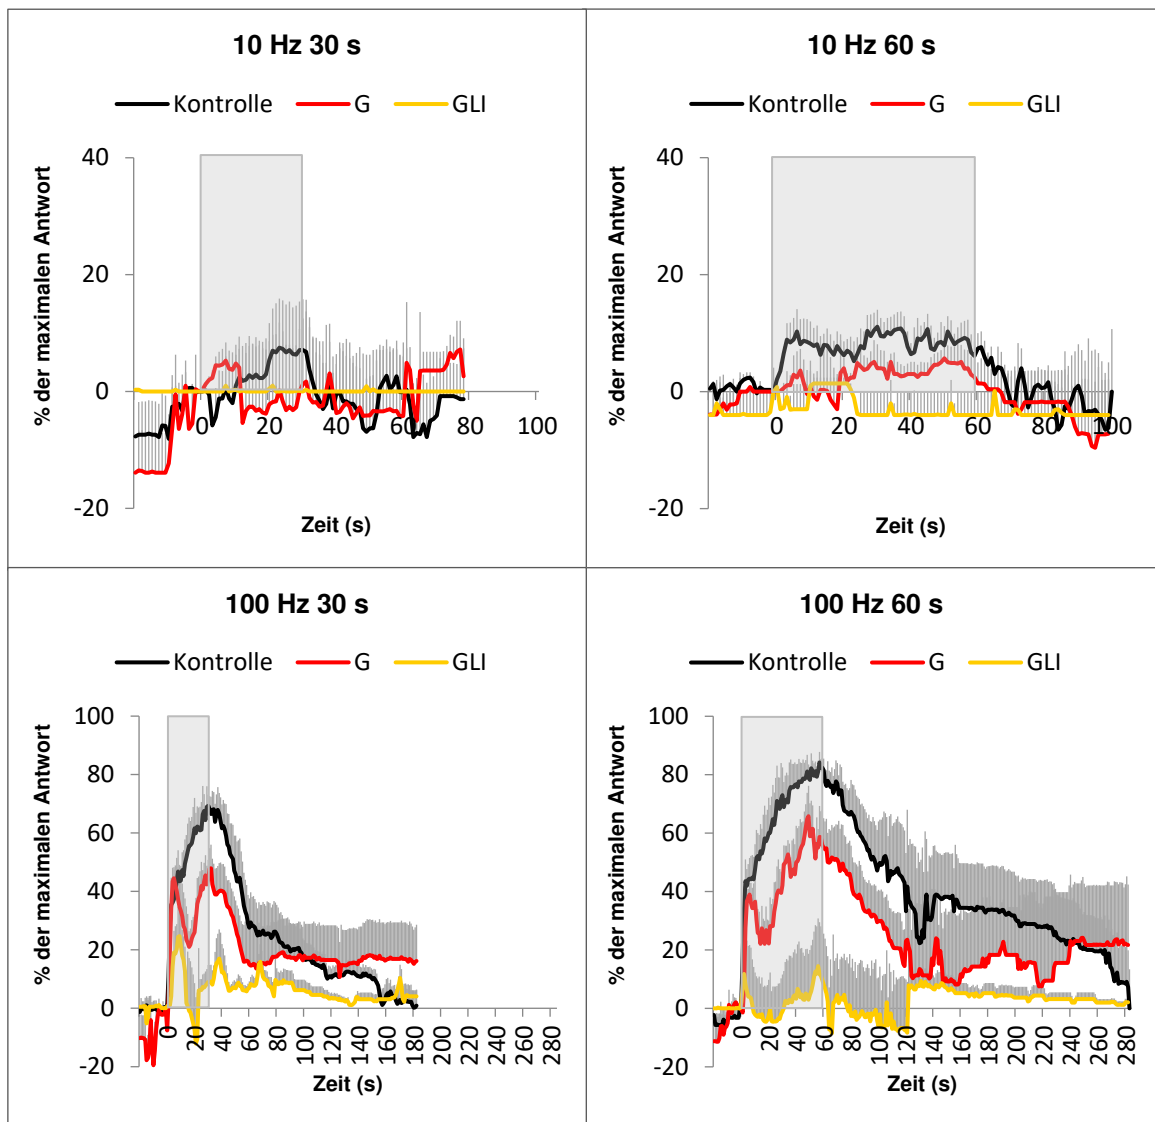 10 Hz 30 s
Kontrolle G GLI
% der maximalen Antwort
40
20
0
-20
0 20 40 60 80 100
Zeit (s)
10 Hz 60 s
Kontrolle G GLI
% der maximalen Antwort
40
20
0
-20
0 20 40 60 80 100
Zeit (s)
100 Hz 30 s
Kontrolle G GLI
% der maximalen Antwort
100
80
60
40
20
0
-20
0 20 40 60 80 100 120 140 160 180 200 220 240 260 280
Zeit (s)
100 Hz 60 s
Kontrolle G GLI
% der maximalen Antwort
100
80
60
40
20
0
-20
0 20 40 60 80 100 120 140 160 180 200 220 240 260 280
Zeit (s)